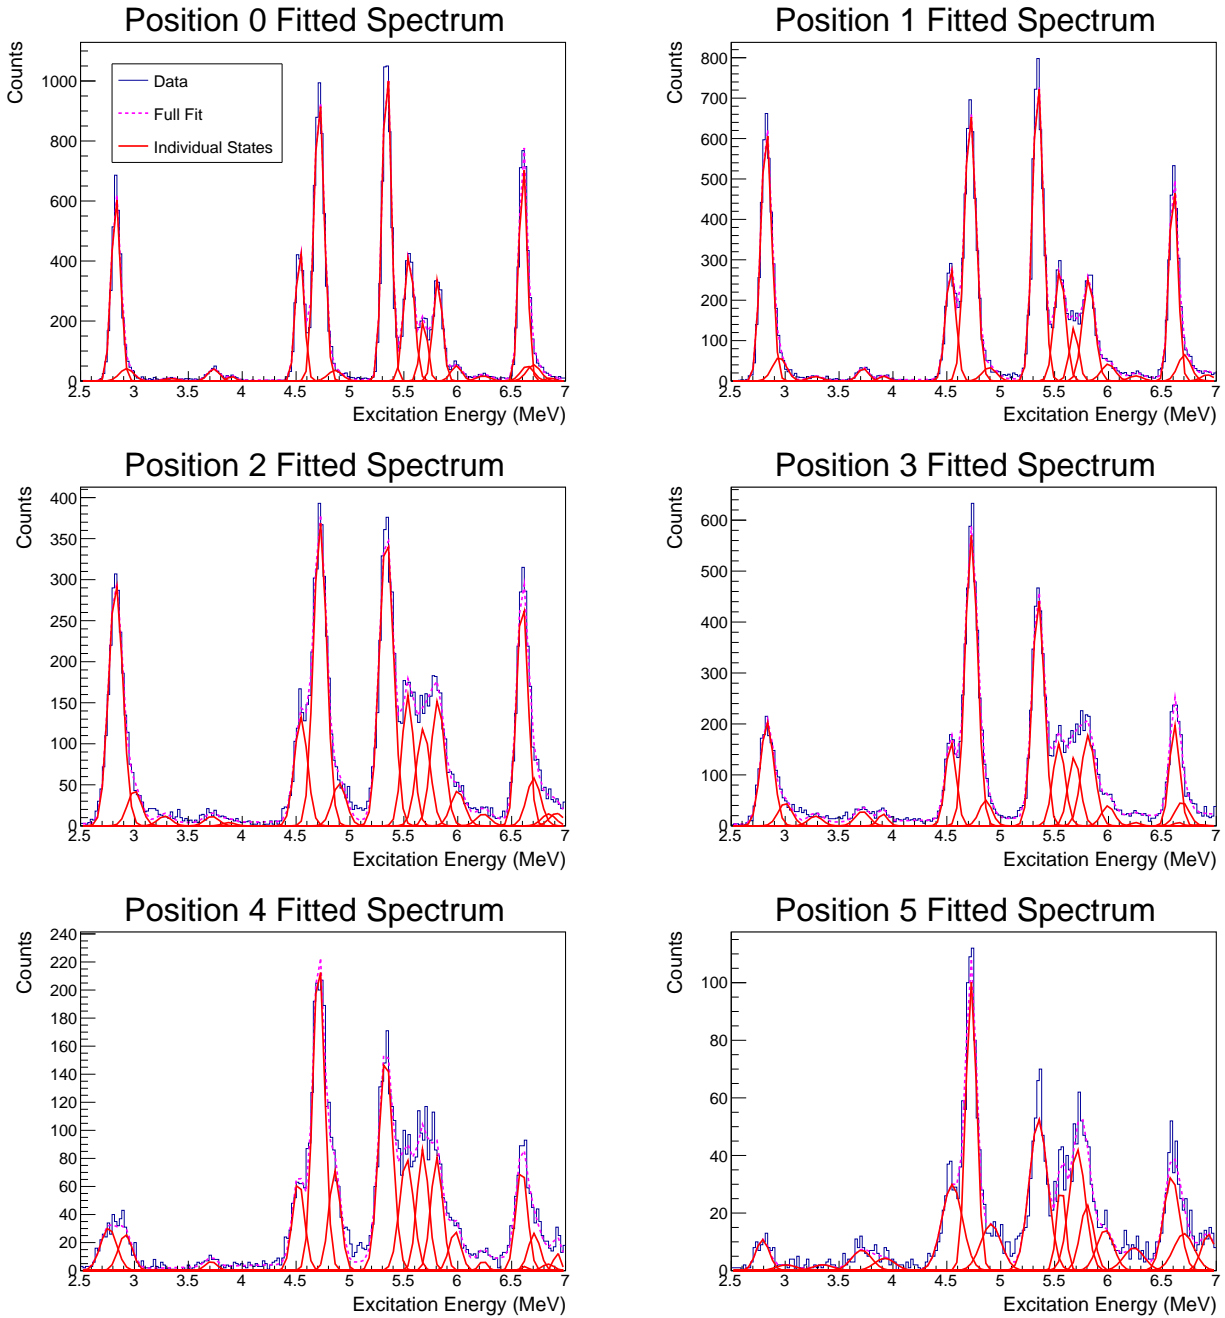 Position 0 Fitted Spectrum
Counts
1000
800
600
400
200
0
Data
Full Fit
Individual States
2.5 3 3.5 4 4.5 5 5.5 6 6.5 7
Excitation Energy (MeV)
Position 1 Fitted Spectrum
Counts
800
700
600
500
400
300
200
100
0
2.5 3 3.5 4 4.5 5 5.5 6 6.5 7
Excitation Energy (MeV)
Position 2 Fitted Spectrum
Counts
400
350
300
250
200
150
100
50
0
2.5 3 3.5 4 4.5 5 5.5 6 6.5 7
Excitation Energy (MeV)
Position 3 Fitted Spectrum
Counts
600
500
400
300
200
100
0
2.5 3 3.5 4 4.5 5 5.5 6 6.5 7
Excitation Energy (MeV)
Position 4 Fitted Spectrum
Counts
240
220
200
180
160
140
120
100
80
60
40
20
0
2.5 3 3.5 4 4.5 5 5.5 6 6.5 7
Excitation Energy (MeV)
Position 5 Fitted Spectrum
Counts
100
80
60
40
20
0
2.5 3 3.5 4 4.5 5 5.5 6 6.5 7
Excitation Energy (MeV)